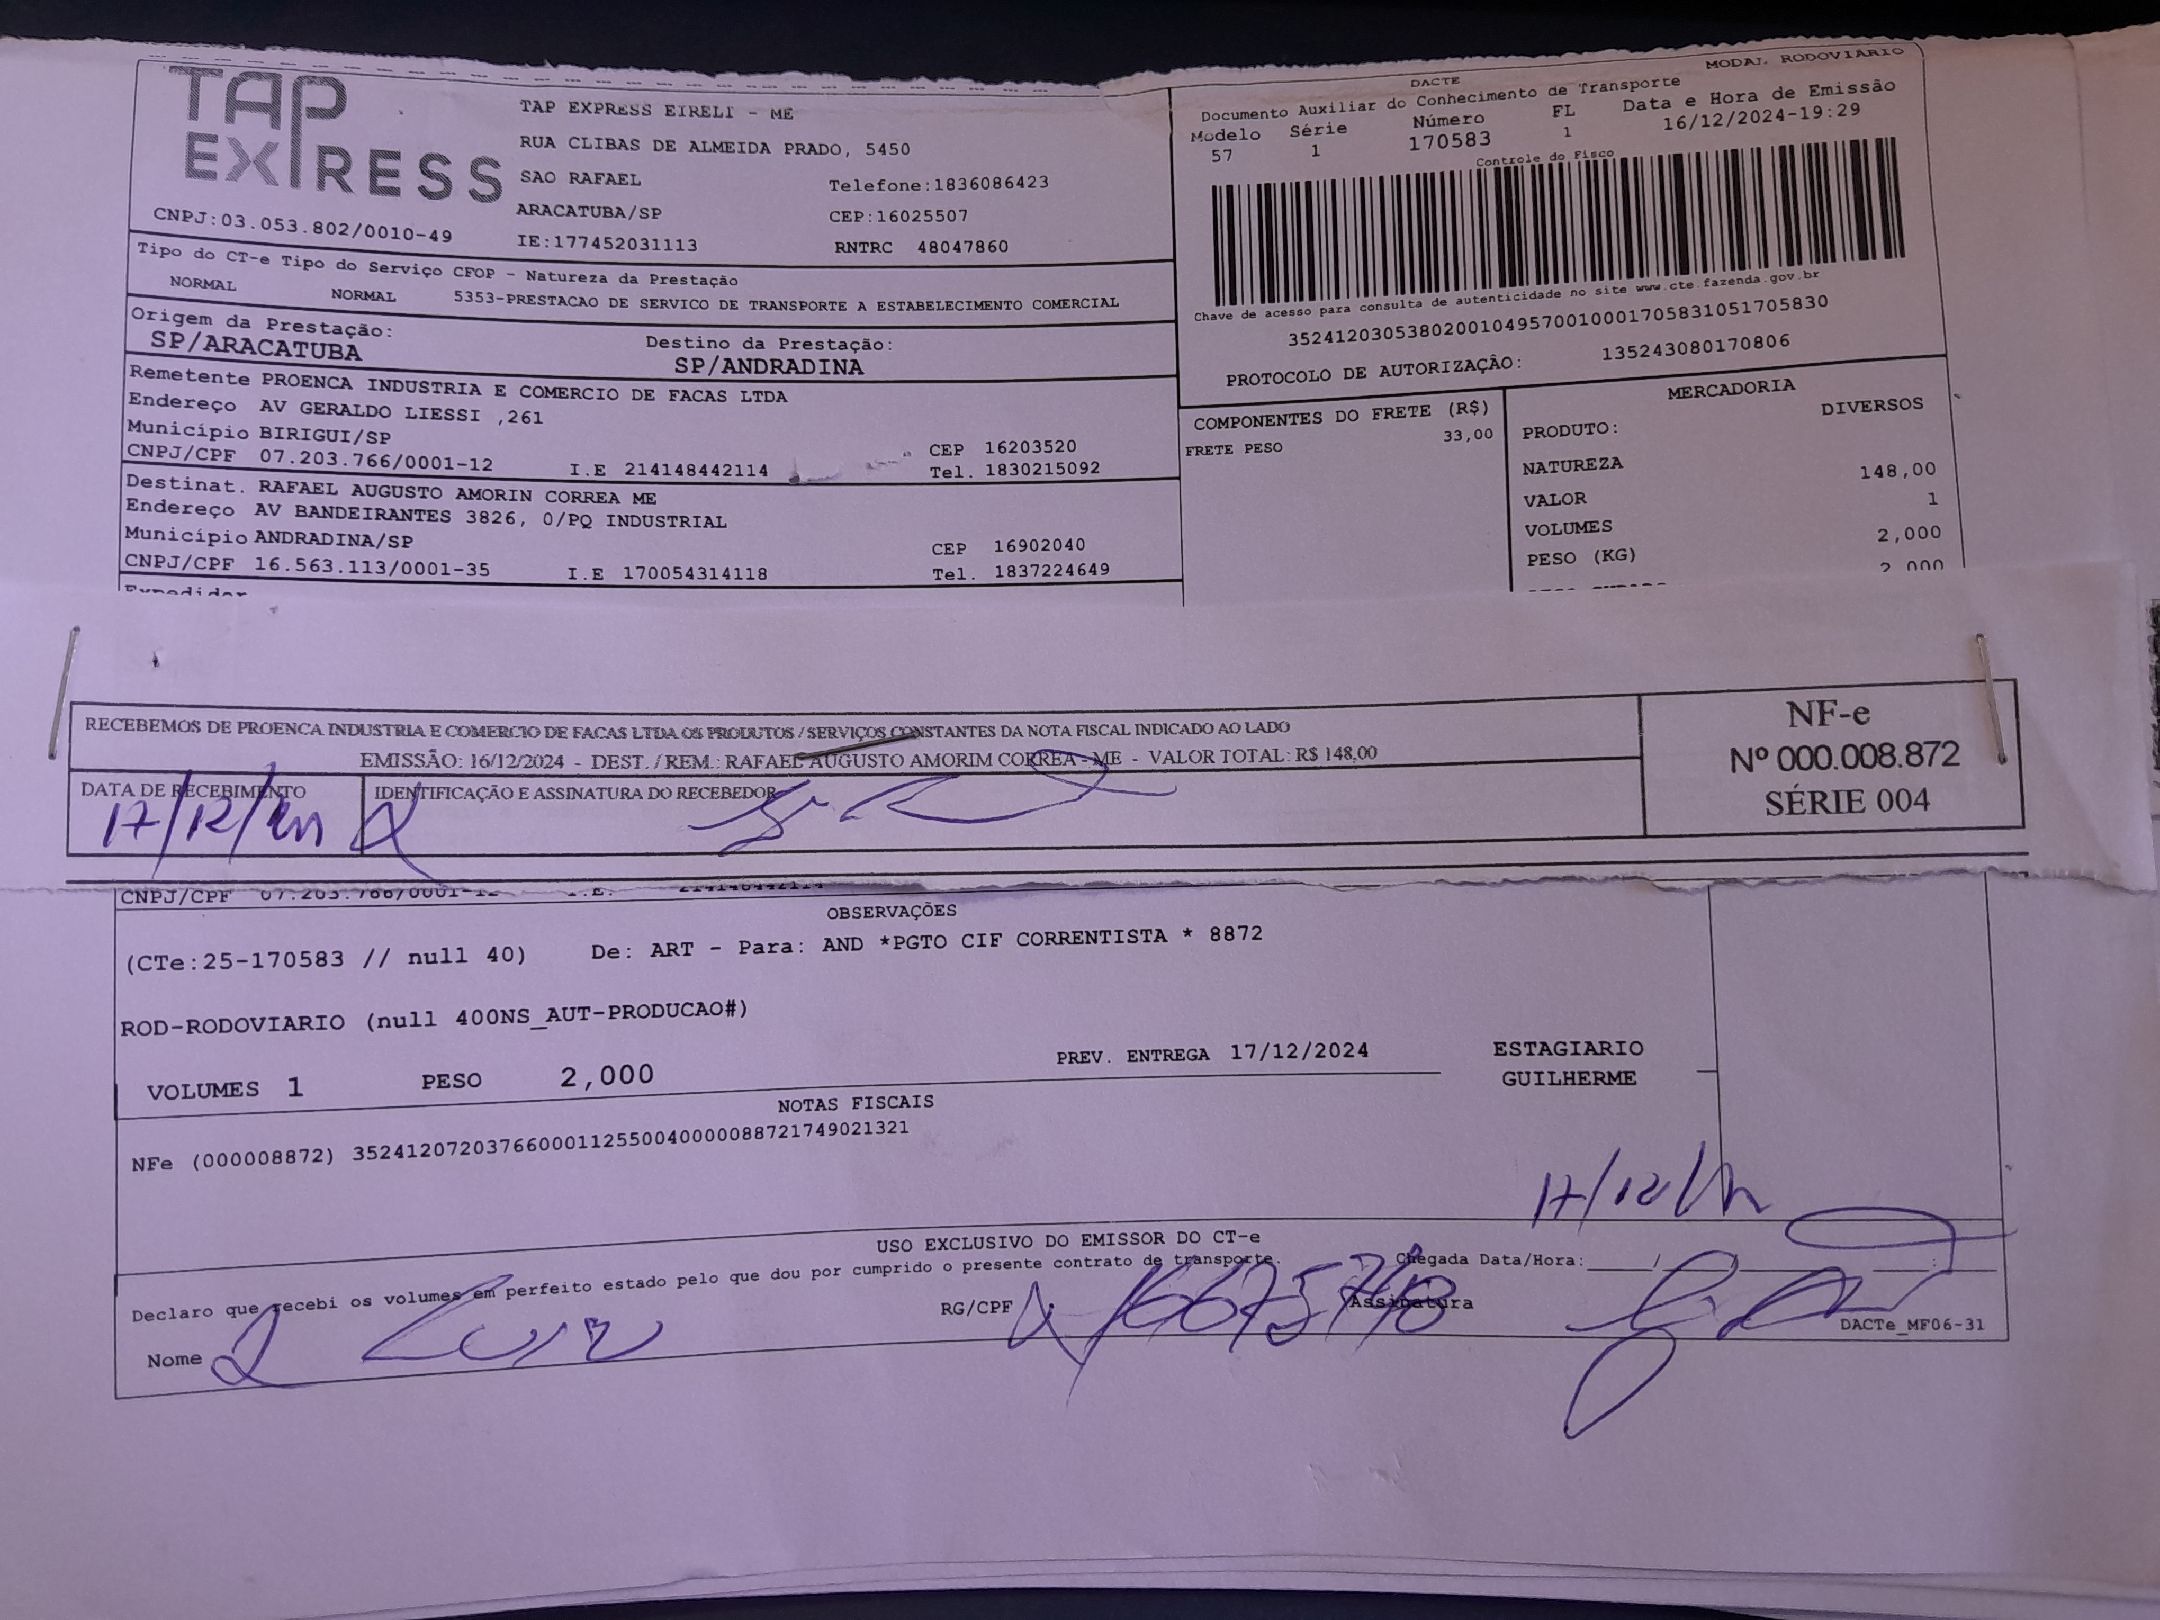 TAP
EXPRESS
CNPJ:03.053.802/0010-49
TAP EXPRESS EIRELI - ME
RUA CLIBAS DE ALMEIDA PRADO, 5450
SAO RAFAEL Telefone:1836086423
ARACATUBA/SP CEP:16025507
IE:177452031113 RNTRC 48047860
MODAL RODOVIARIO
DACTE
Documento Auxiliar do Conhecimento de Transporte
Modelo Série Número FL Data e Hora de Emissão
57 1 170583 1 16/12/2024-19:29
Controle do Fisco
Chave de acesso para consulta de autenticidade no site www.cte.fazenda.gov.br
35241203053802001049570010001705831051705830
PROTOCOLO DE AUTORIZAÇÃO: 135243080170806
Tipo do CT-e Tipo do Serviço CFOP - Natureza da Prestação
NORMAL NORMAL 5353-PRESTACAO DE SERVICO DE TRANSPORTE A ESTABELECIMENTO COMERCIAL
Origem da Prestação: Destino da Prestação:
SP/ARACATUBA SP/ANDRADINA
Remetente PROENCA INDUSTRIA E COMERCIO DE FACAS LTDA
Endereço AV GERALDO LIESSI ,261
Município BIRIGUI/SP CEP 16203520
CNPJ/CPF 07.203.766/0001-12 I.E 214148442114 Tel. 1830215092
Destinat. RAFAEL AUGUSTO AMORIN CORREA ME
Endereço AV BANDEIRANTES 3826, 0/PQ INDUSTRIAL
Município ANDRADINA/SP CEP 16902040
CNPJ/CPF 16.563.113/0001-35 I.E 170054314118 Tel. 1837224649
Expedidor
COMPONENTES DO FRETE (R$)
FRETE PESO 33,00
MERCADORIA
PRODUTO: DIVERSOS
NATUREZA
VALOR 148,00
VOLUMES 1
PESO (KG) 2,000
2,000
RECEBEMOS DE PROENCA INDUSTRIA E COMERCIO DE FACAS LTDA OS PRODUTOS / SERVIÇOS CONSTANTES DA NOTA FISCAL INDICADO AO LADO
EMISSÃO: 16/12/2024 - DEST. / REM.: RAFAEL AUGUSTO AMORIM CORREA - ME - VALOR TOTAL: R$ 148,00
DATA DE RECEBIMENTO IDENTIFICAÇÃO E ASSINATURA DO RECEBEDOR
17/12/
NF-e
Nº 000.008.872
SÉRIE 004
CNPJ/CPF 07.203.766/0001-12 I.E. 214148442114
OBSERVAÇÕES
(CTe:25-170583 // null 40) De: ART - Para: AND *PGTO CIF CORRENTISTA * 8872
ROD-RODOVIARIO (null 400NS_AUT-PRODUCAO#)
VOLUMES 1 PESO 2,000 PREV. ENTREGA 17/12/2024 ESTAGIARIO
GUILHERME
NOTAS FISCAIS
NFe (000008872) 35241207203766000112550040000088721749021321
17/12/
USO EXCLUSIVO DO EMISSOR DO CT-e
Declaro que recebi os volumes em perfeito estado pelo que dou por cumprido o presente contrato de transporte. Chegada Data/Hora:_____/
Nome RG/CPF Assinatura
DACTe_MF06-31